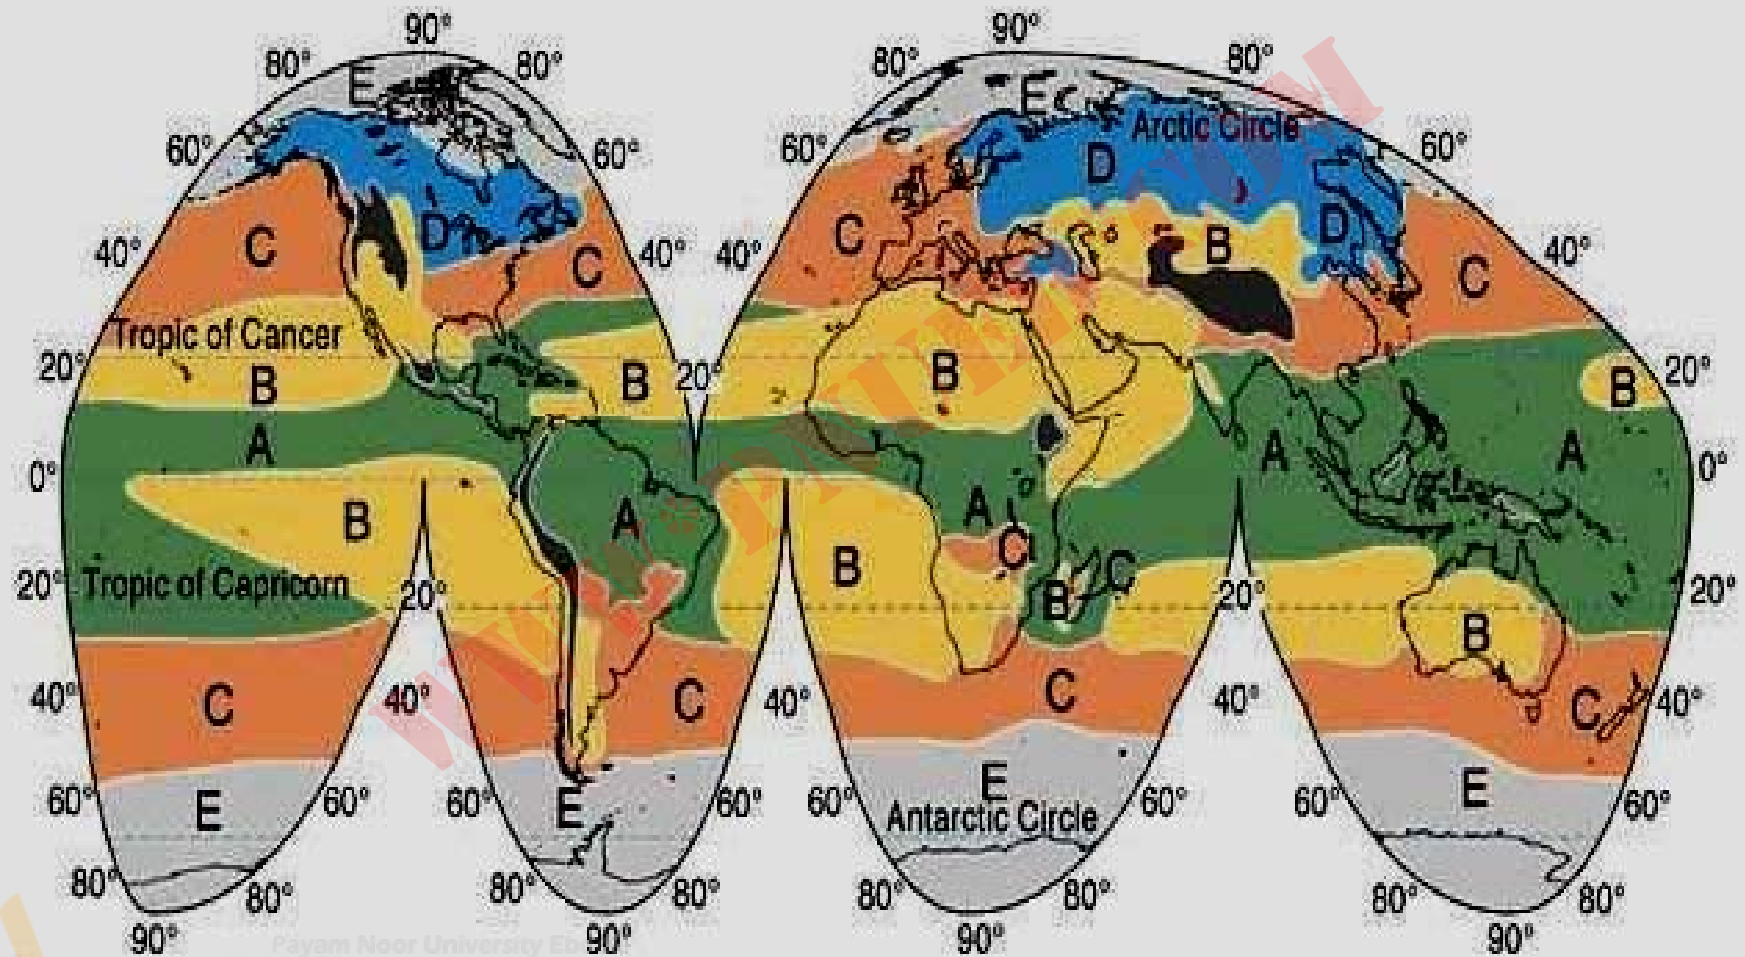 90° 90°
80° 80° 80° 80°
E E
Arctic Circle
60° 60° 60° 60°
D
C D C 40° 40° C B D 40°
40° C C
Tropic of Cancer
20° B B 20° B B 20°
A A A
0° 0°
B A A
C
B C
20° Tropic of Capricorn 20° B 20° 20°
B
40° C 40° C 40° C 40° C 40°
E E E E
60° 60° 60° 60° 60° 60° 60° 60°
Antarctic Circle
80° 80° 80° 80° 80° 80° 80° 80°
90° 90° 90° 90°
Payam Noor University Eb